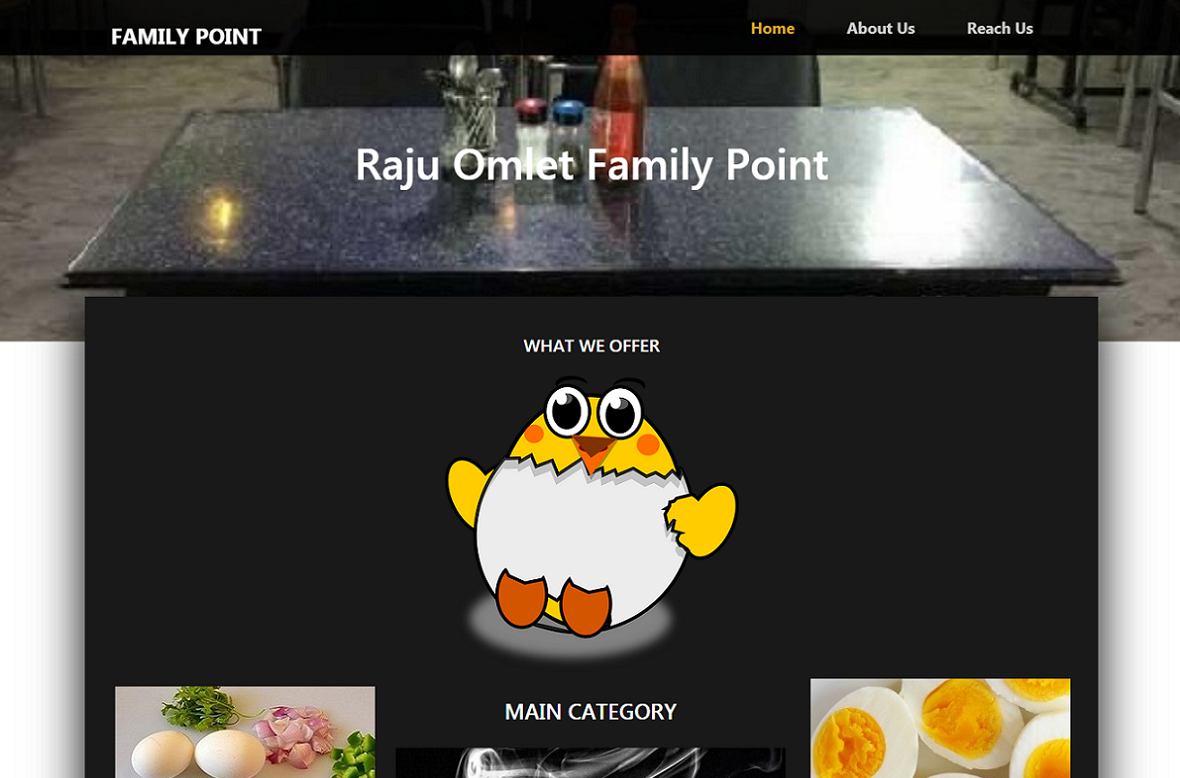 FAMILY POINT
Home About Us Reach Us
Raju Omlet Family Point
WHAT WE OFFER
MAIN CATEGORY